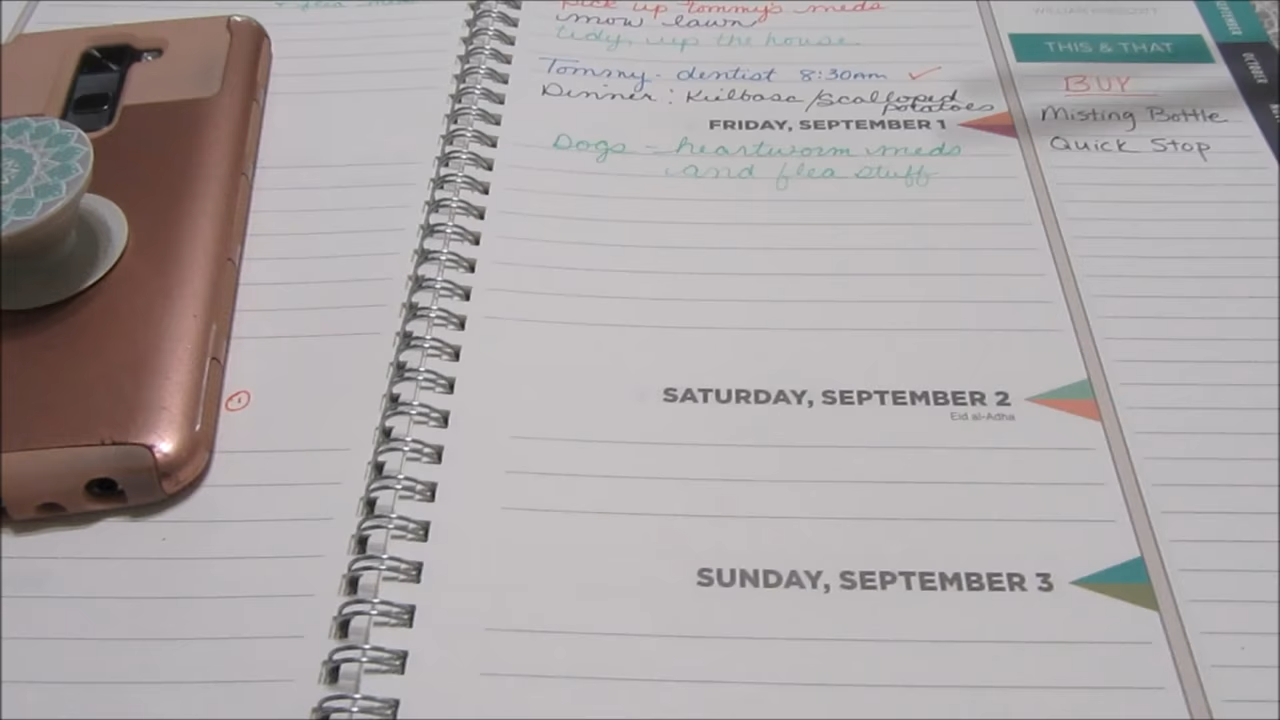 pick up Tommy's meds
mow lawn
tidy up the house
Tommy- dentist 8:30am ✓
Dinner: Kielbasa/Scalloped
potatoes
FRIDAY, SEPTEMBER 1
Dogs - heartworm meds
and flea stuff
SATURDAY, SEPTEMBER 2
Eid al-Adha
SUNDAY, SEPTEMBER 3
THIS & THAT
BUY
Misting Bottle
Quick Stop
SEPTEMBER
OCTOBER